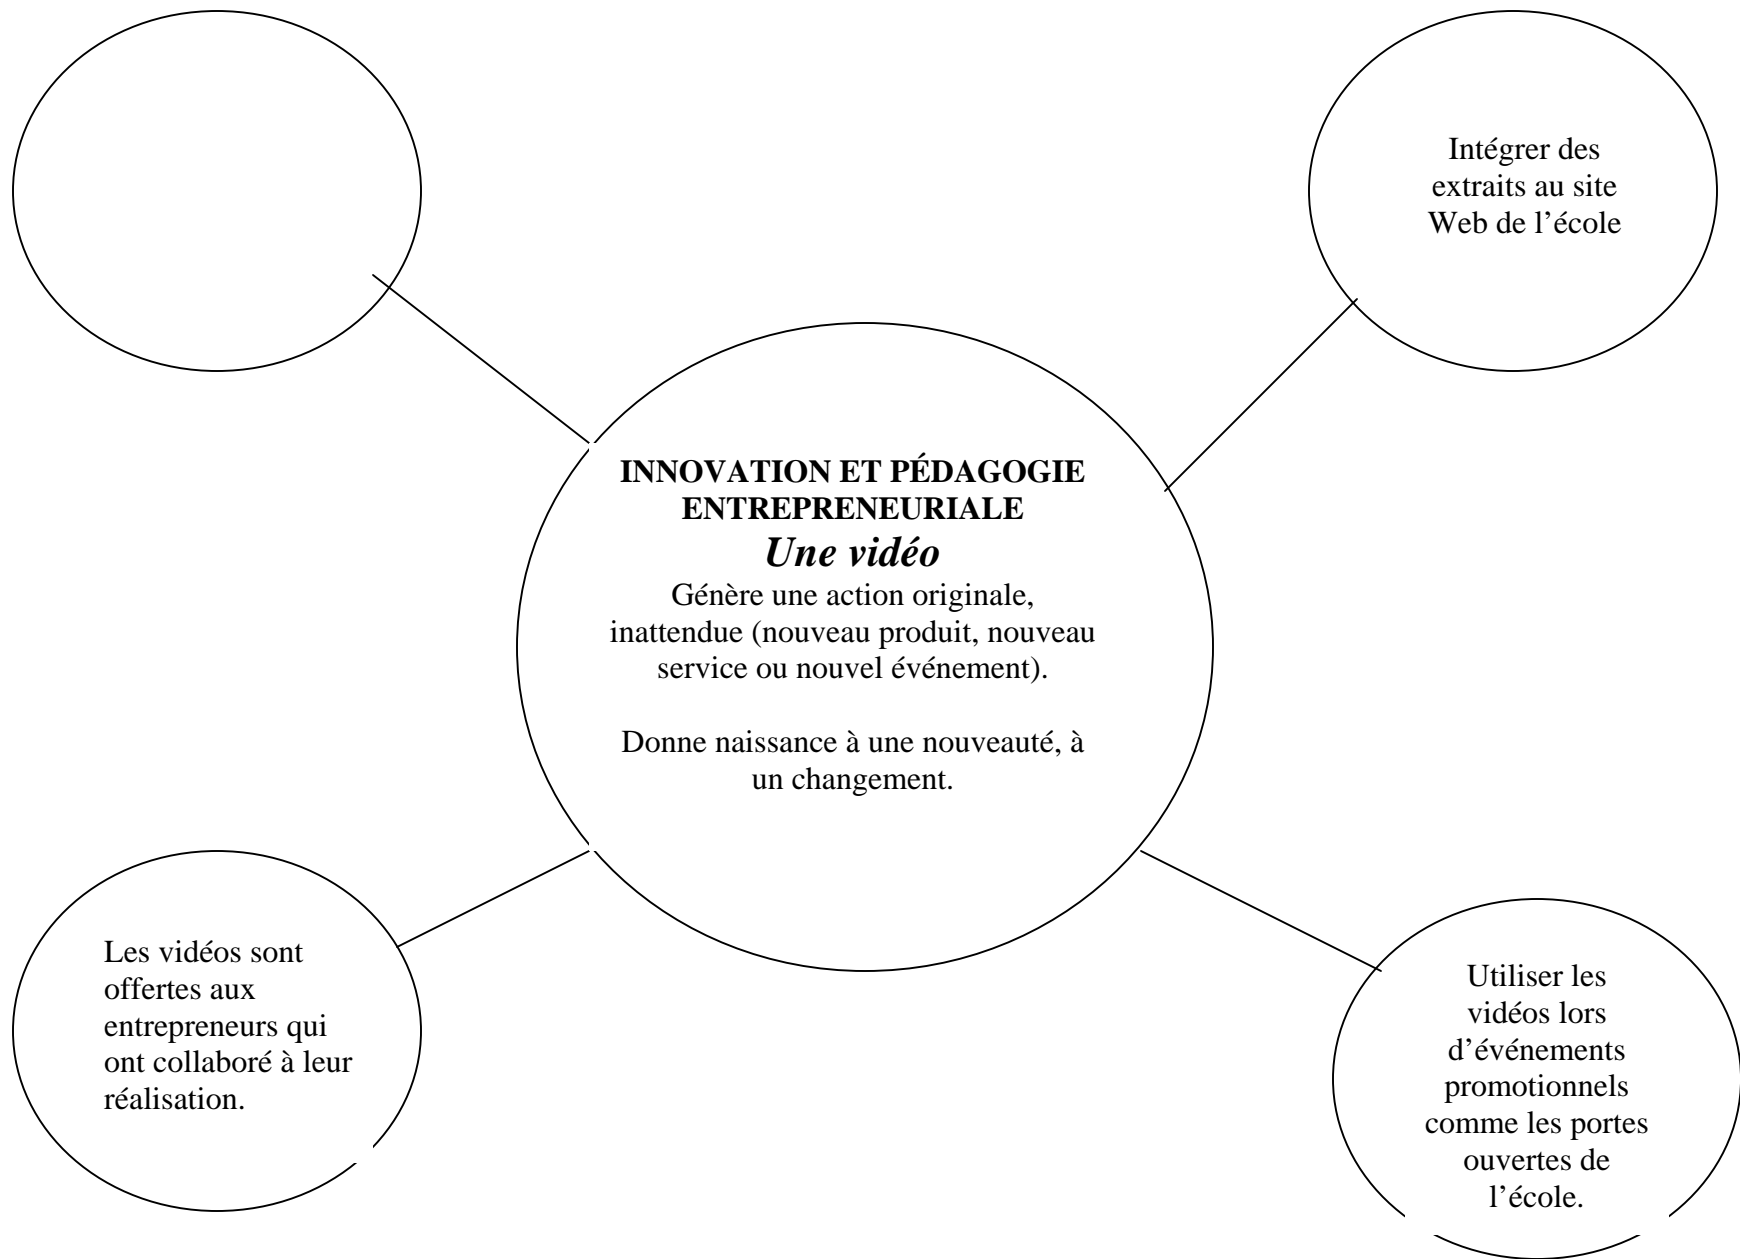 Intégrer des
extraits au site
Web de l’école
INNOVATION ET PÉDAGOGIE
ENTREPRENEURIALE
Une vidéo
Génère une action originale,
inattendue (nouveau produit, nouveau
service ou nouvel événement).
Donne naissance à une nouveauté, à
un changement.
Les vidéos sont
offertes aux
entrepreneurs qui
ont collaboré à leur
réalisation.
Utiliser les
vidéos lors
d’événements
promotionnels
comme les portes
ouvertes de
l’école.